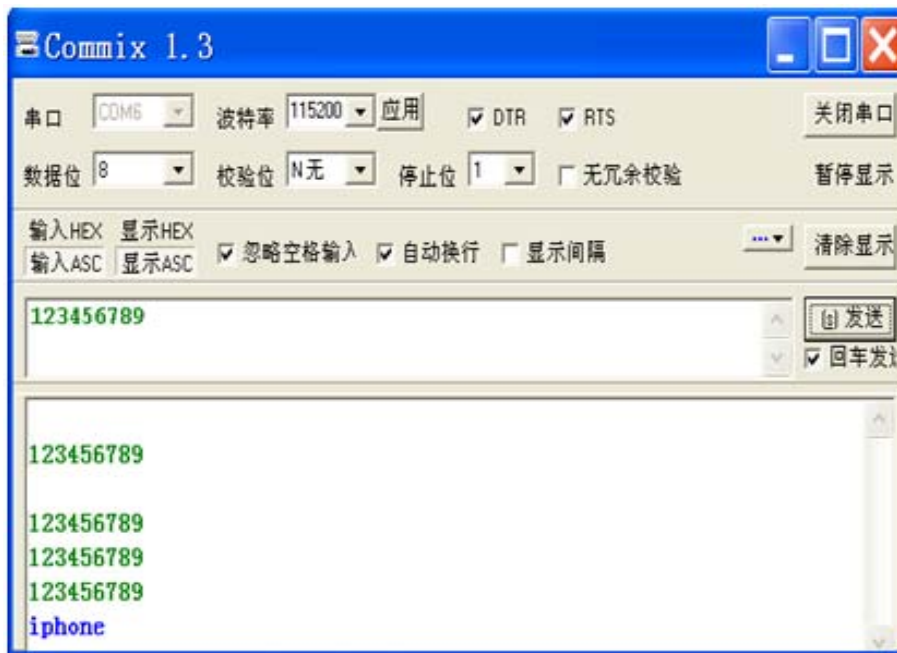 Commix 1.3
串口 COM6 波特率 115200 应用 DTR RTS 关闭串口
数据位 8 校验位 N无 停止位 1 无冗余校验 暂停显示
输入HEX 显示HEX
输入ASC 显示ASC 忽略空格输入 自动换行 显示间隔 ... 清除显示
123456789 [s] 发送
回车发送
123456789
123456789
123456789
123456789
iphone